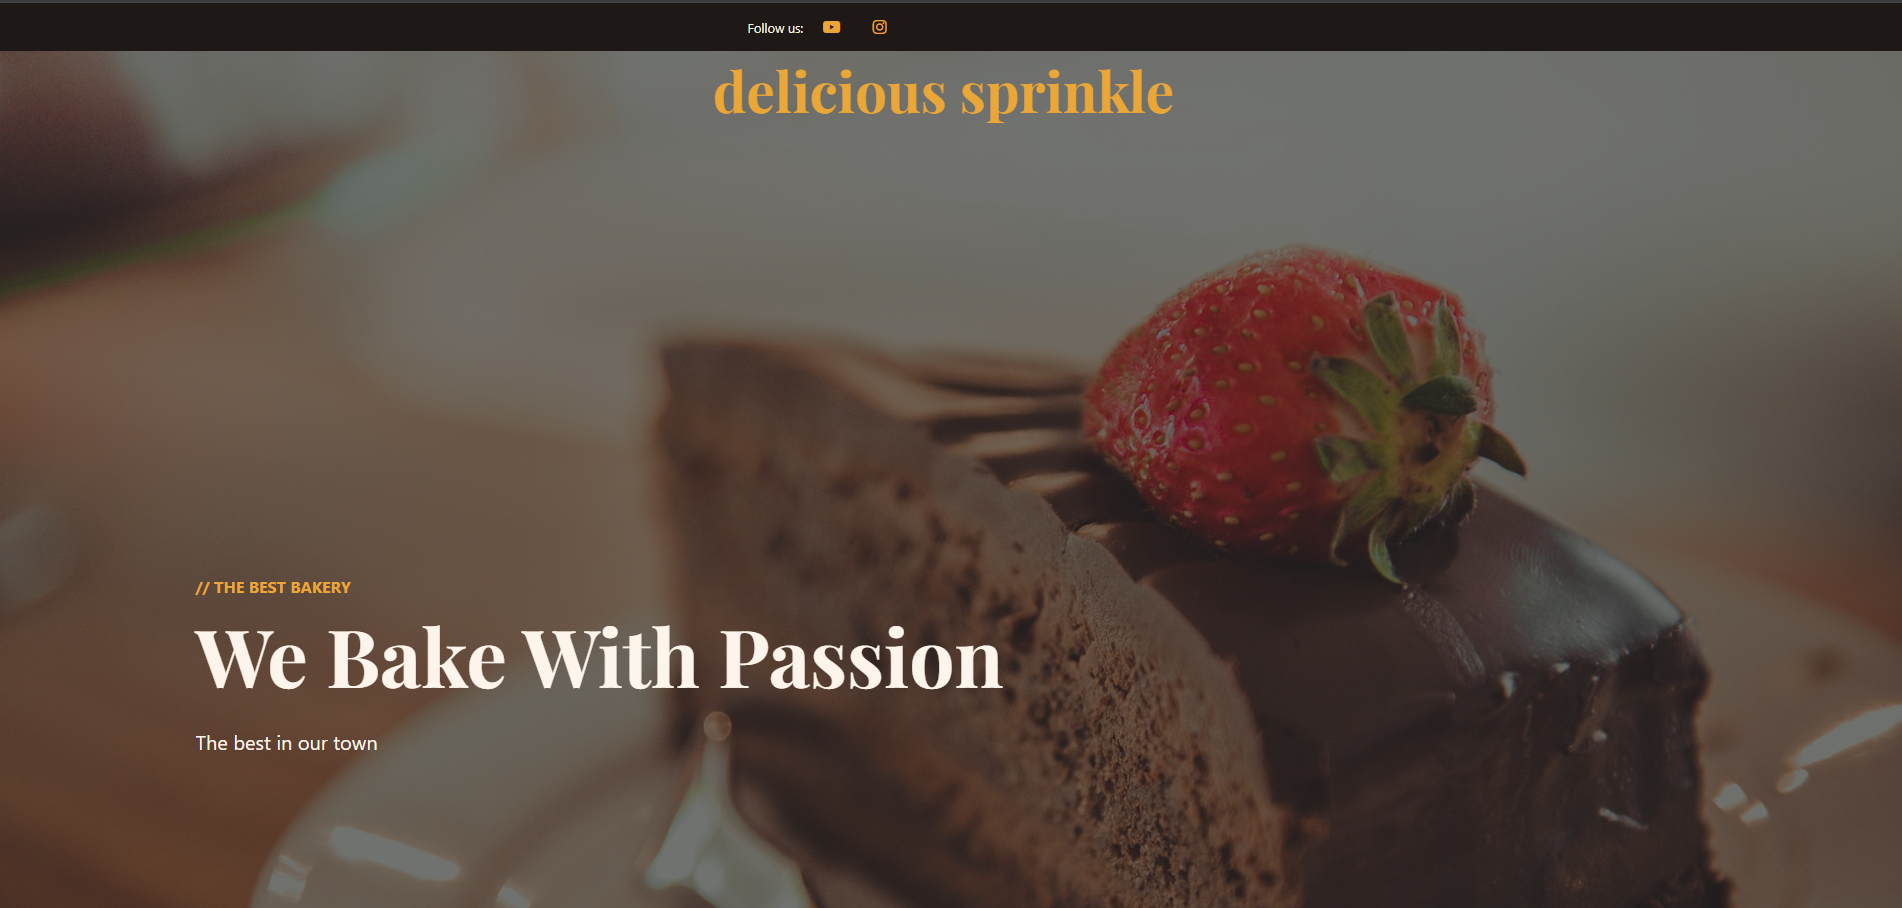 Follow us:
delicious sprinkle
// THE BEST BAKERY
We Bake With Passion
The best in our town